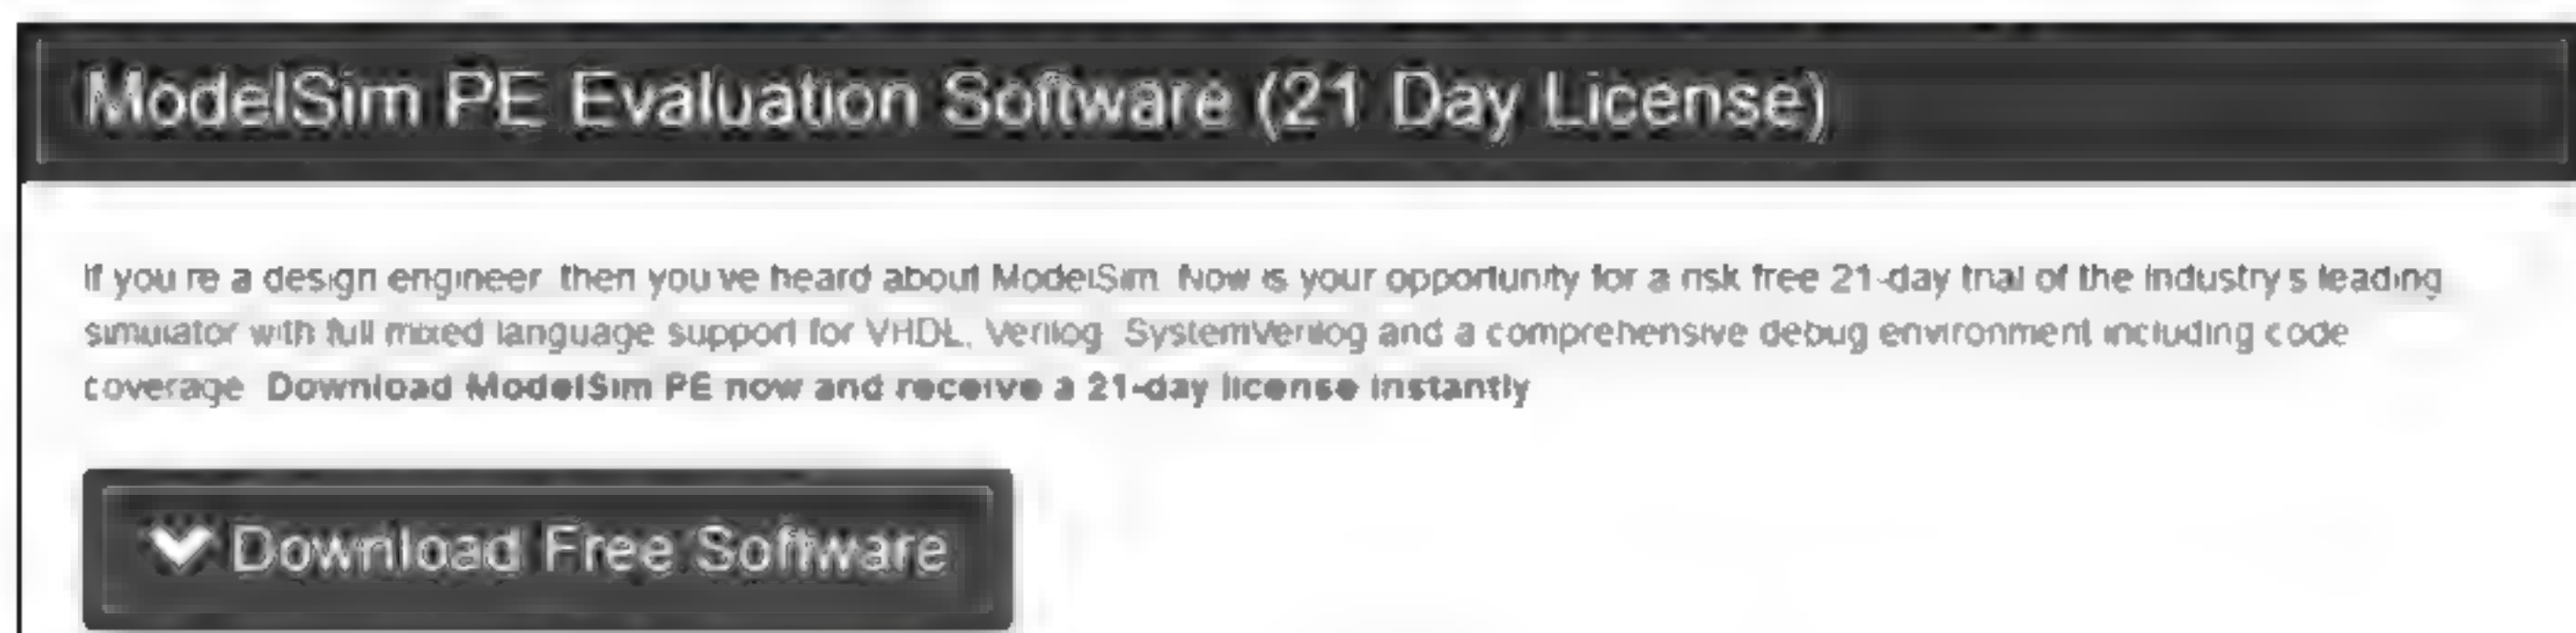 ModelSim PE Evaluation Software (21 Day License)
If you're a design engineer, then you've heard about ModelSim. Now is your opportunity for a risk free 21-day trial of the industry's leading
simulator with full mixed language support for VHDL, Verilog, SystemVerilog and a comprehensive debug environment including code
coverage. Download ModelSim PE now and receive a 21-day license instantly
Download Free Software